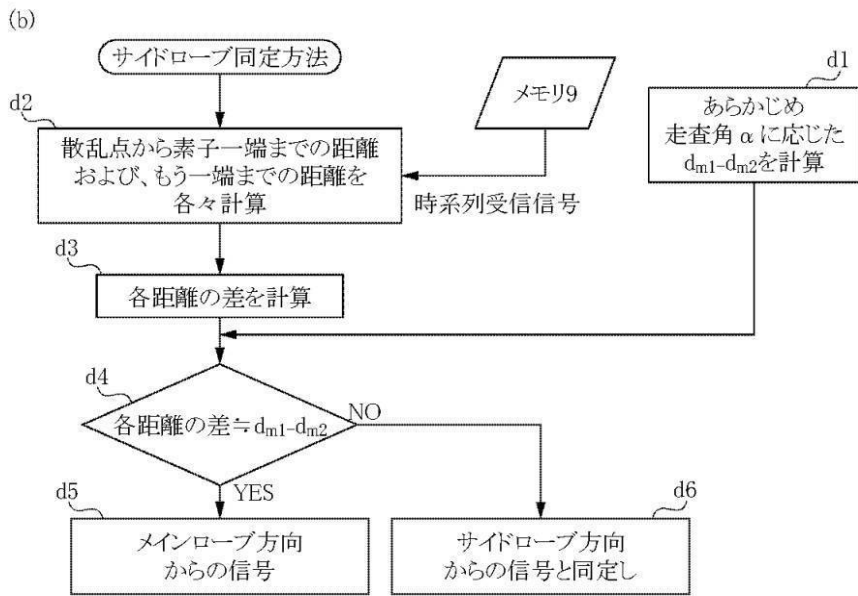 (b)
サイドローブ同定方法
メモリ9
d1
あらかじめ
走査角 α に応じた
dm1-dm2を計算
d2
散乱点から素子一端までの距離
および、もう一端までの距離を
各々計算
時系列受信信号
d3
各距離の差を計算
d4
各距離の差≒dm1-dm2
NO
YES
d5
メインローブ方向
からの信号
d6
サイドローブ方向
からの信号と同定し